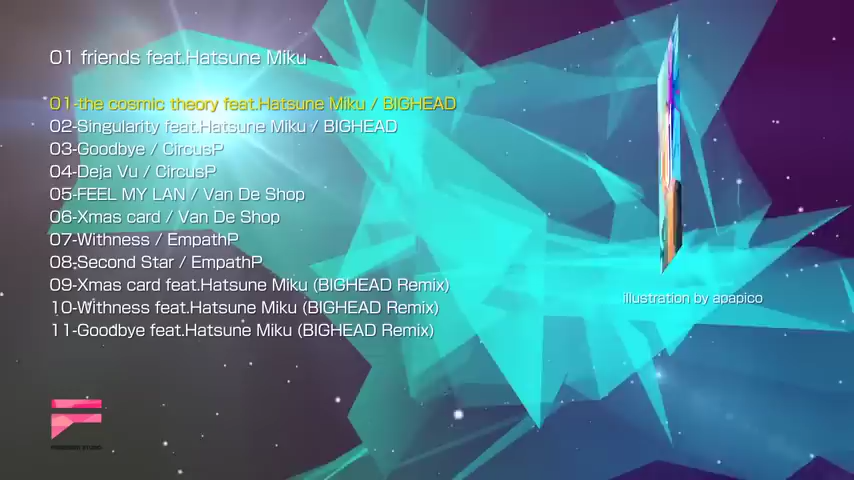 01 friends feat.Hatsune Miku
01-the cosmic theory feat.Hatsune Miku / BIGHEAD
02-Singularity feat.Hatsune Miku / BIGHEAD
03-Goodbye / CircusP
04-Deja Vu / CircusP
05-FEEL MY LAN / Van De Shop
06-Xmas card / Van De Shop
07-Withness / EmpathP
08-Second Star / EmpathP
09-Xmas card feat.Hatsune Miku (BIGHEAD Remix)
10-Withness feat.Hatsune Miku (BIGHEAD Remix)
11-Goodbye feat.Hatsune Miku (BIGHEAD Remix)
illustration by apapico